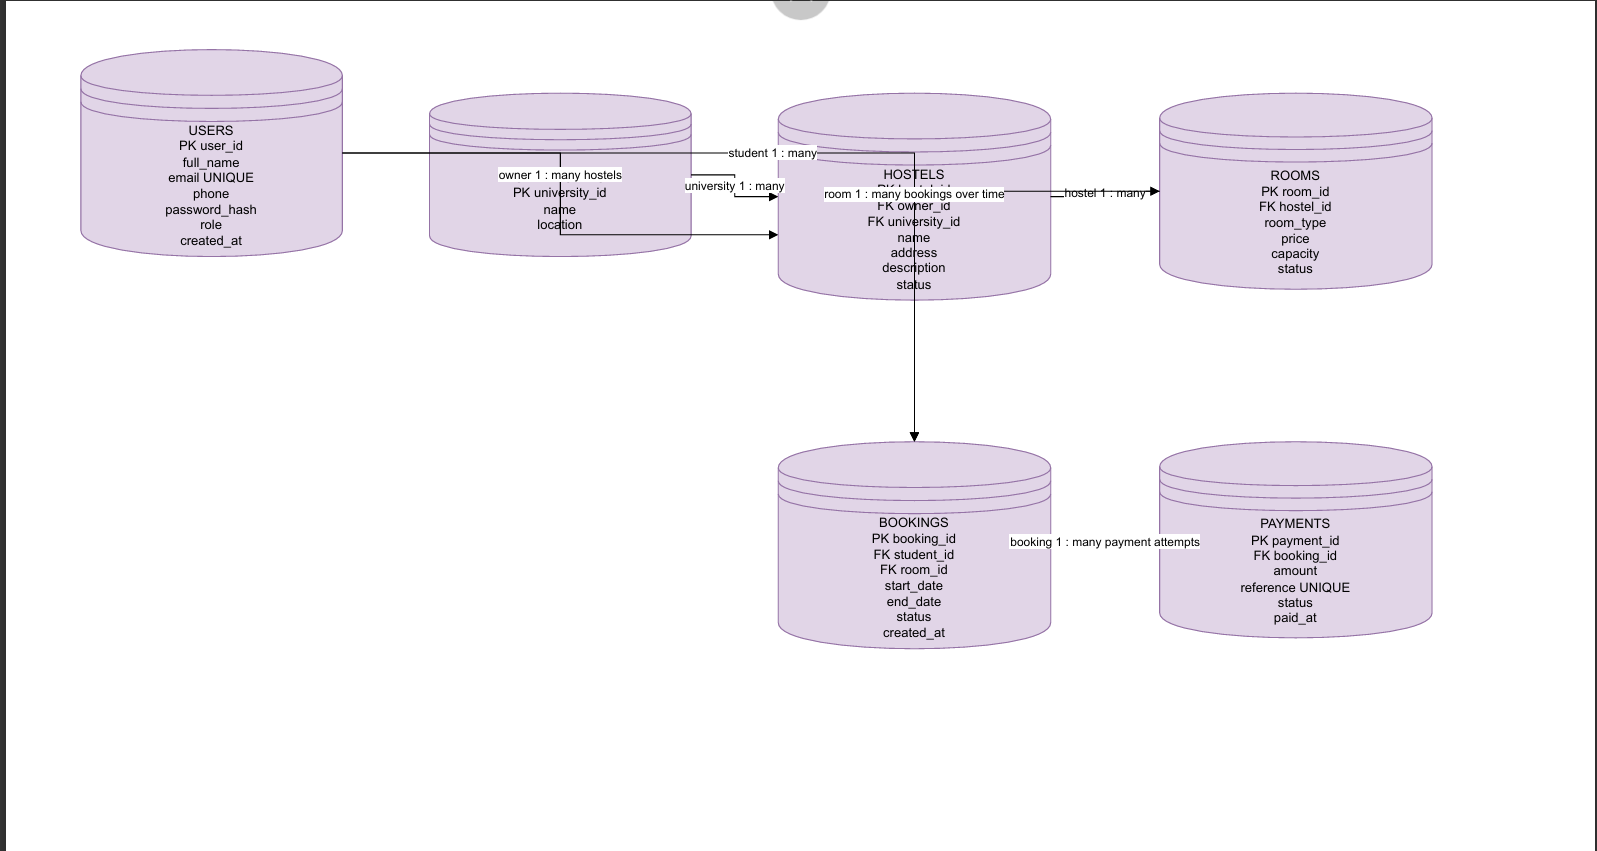 USERS
PK user_id
full_name
email UNIQUE
phone
password_hash
role
created_at
owner 1 : many hostels
PK university_id
name
location
student 1 : many
university 1 : many
HOSTELS
room 1 : many bookings over time
FK owner_id
FK university_id
name
address
description
status
hostel 1 : many
ROOMS
PK room_id
FK hostel_id
room_type
price
capacity
status
BOOKINGS
PK booking_id
FK student_id
FK room_id
start_date
end_date
status
created_at
booking 1 : many payment attempts
PAYMENTS
PK payment_id
FK booking_id
amount
reference UNIQUE
status
paid_at